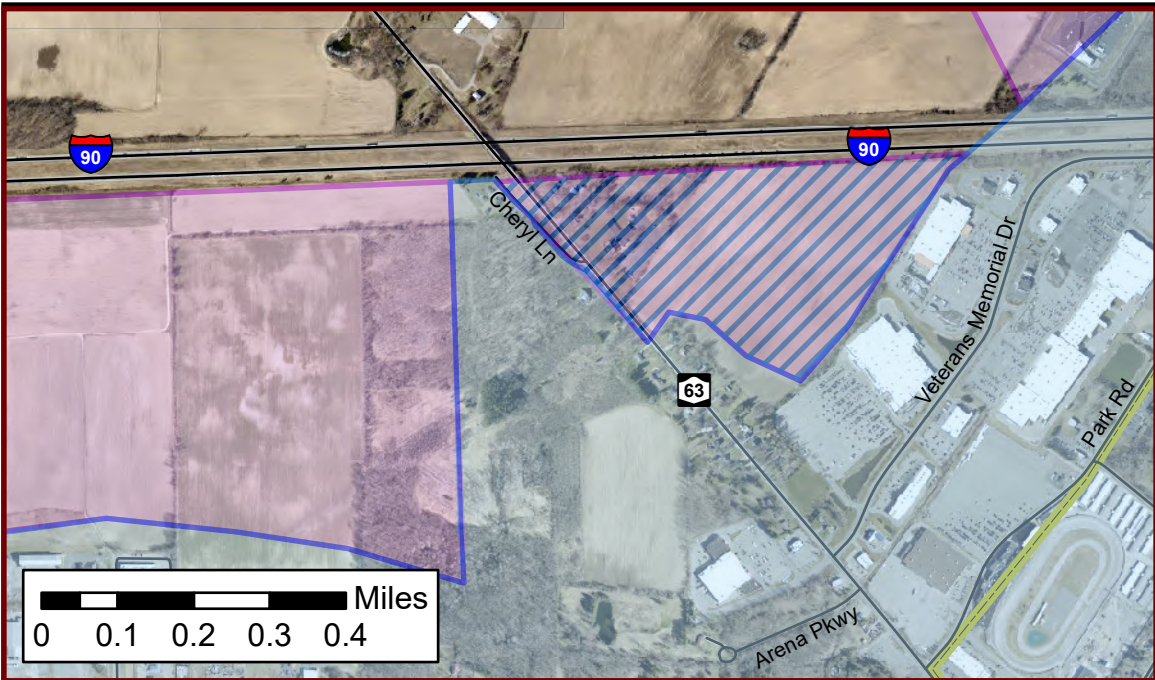 90
90
Cheryl Ln
Veterans Memorial Dr
63
Park Rd
Miles
0 0.1 0.2 0.3 0.4
Arena Pkwy